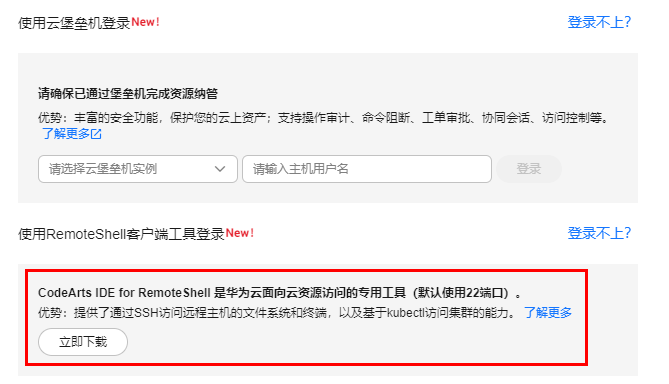 使用云堡垒机登录New! 登录不上?
请确保已通过堡垒机完成资源纳管
优势：丰富的安全功能，保护您的云上资产；支持操作审计、命令阻断、工单审批、协同会话、访问控制等。
了解更多
请选择云堡垒机实例 请输入主机用户名 登录
使用RemoteShell客户端工具登录New! 登录不上?
CodeArts IDE for RemoteShell 是华为云面向云资源访问的专用工具（默认使用22端口）。
优势：提供了通过SSH访问远程主机的文件系统和终端，以及基于kubectl访问集群的能力。 了解更多
立即下载